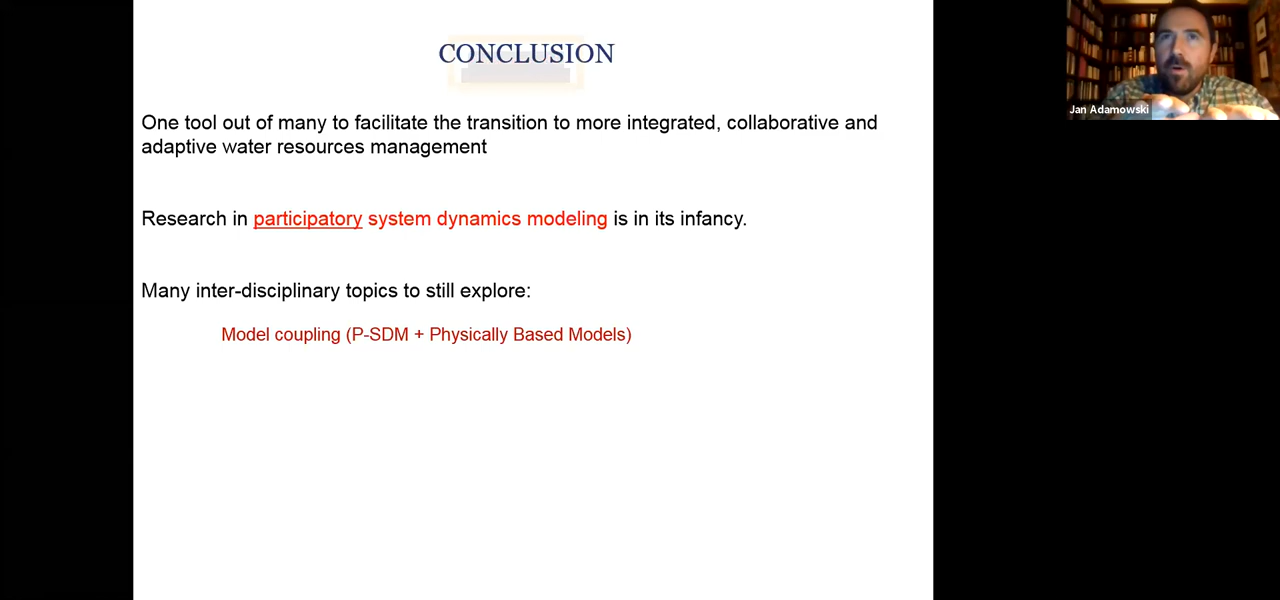 CONCLUSION
One tool out of many to facilitate the transition to more integrated, collaborative and
adaptive water resources management
Research in participatory system dynamics modeling is in its infancy.
Many inter-disciplinary topics to still explore:
Model coupling (P-SDM + Physically Based Models)
Jan Adamowski